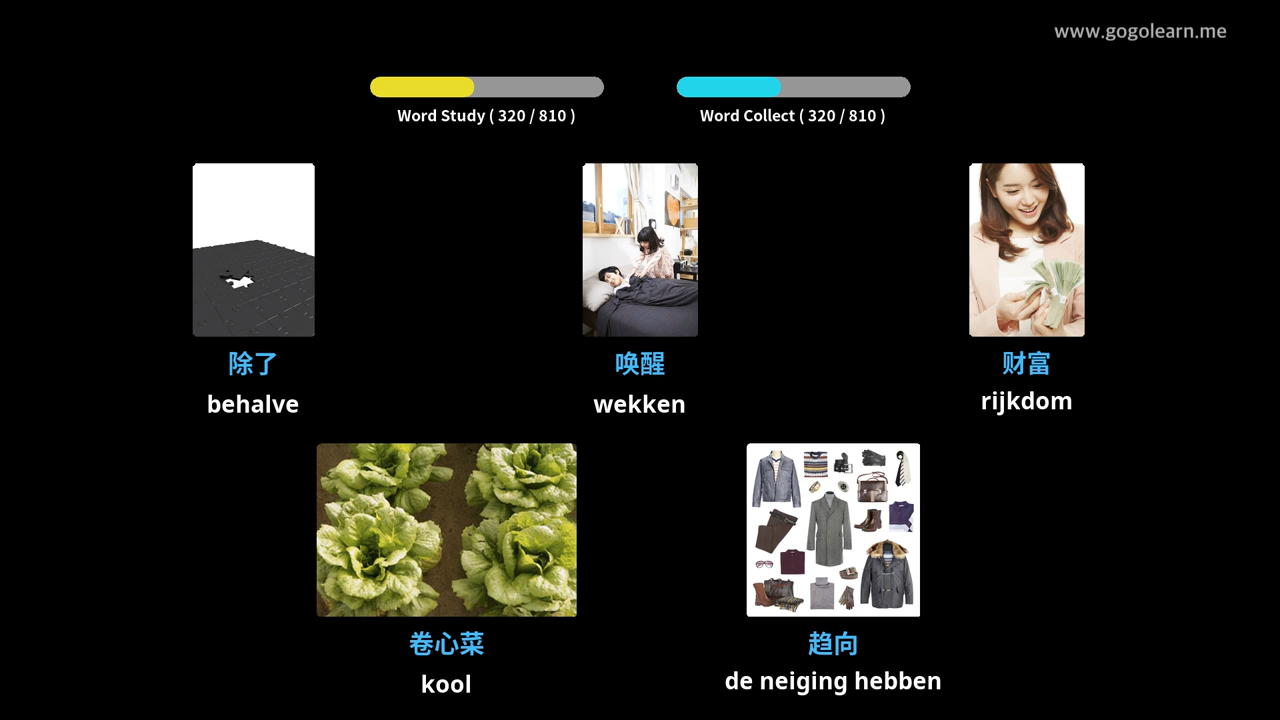 www.gogolearn.me
Word Study ( 320 / 810 )
Word Collect ( 320 / 810 )
除了
behalve
唤醒
wekken
财富
rijkdom
卷心菜
kool
趋向
de neiging hebben